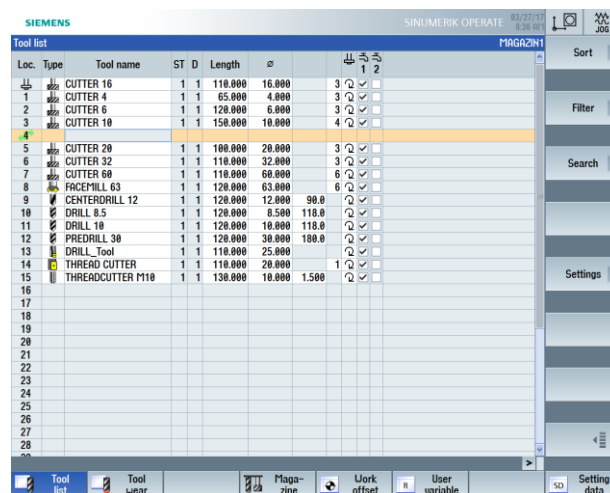 SIEMENS SINUMERIK OPERATE 03/27/17
8:36 AM JOG
Tool list MAGAZIN1
Loc. Type Tool name ST D Length ø 1 2
CUTTER 16 1 1 110.000 16.000 3
1 CUTTER 4 1 1 65.000 4.000 3
2 CUTTER 6 1 1 120.000 6.000 3
3 CUTTER 10 1 1 150.000 10.000 4
4
5 CUTTER 20 1 1 100.000 20.000 3
6 CUTTER 32 1 1 110.000 32.000 3
7 CUTTER 60 1 1 110.000 60.000 6
8 FACEMILL 63 1 1 120.000 63.000 6
9 CENTERDRILL 12 1 1 120.000 12.000 90.0
10 DRILL 8.5 1 1 120.000 8.500 118.0
11 DRILL 10 1 1 120.000 10.000 118.0
12 PREDRILL 30 1 1 120.000 30.000 180.0
13 DRILL_Tool 1 1 110.000 25.000
14 THREAD CUTTER 1 1 110.000 20.000 1
15 THREADCUTTER M10 1 1 130.000 10.000 1.500
16
17
18
19
20
21
22
23
24
25
26
27
28
Sort
Filter
Search
Settings
Tool list
Tool wear
Maga-
zine
Work offset
R User variable
SD Setting data